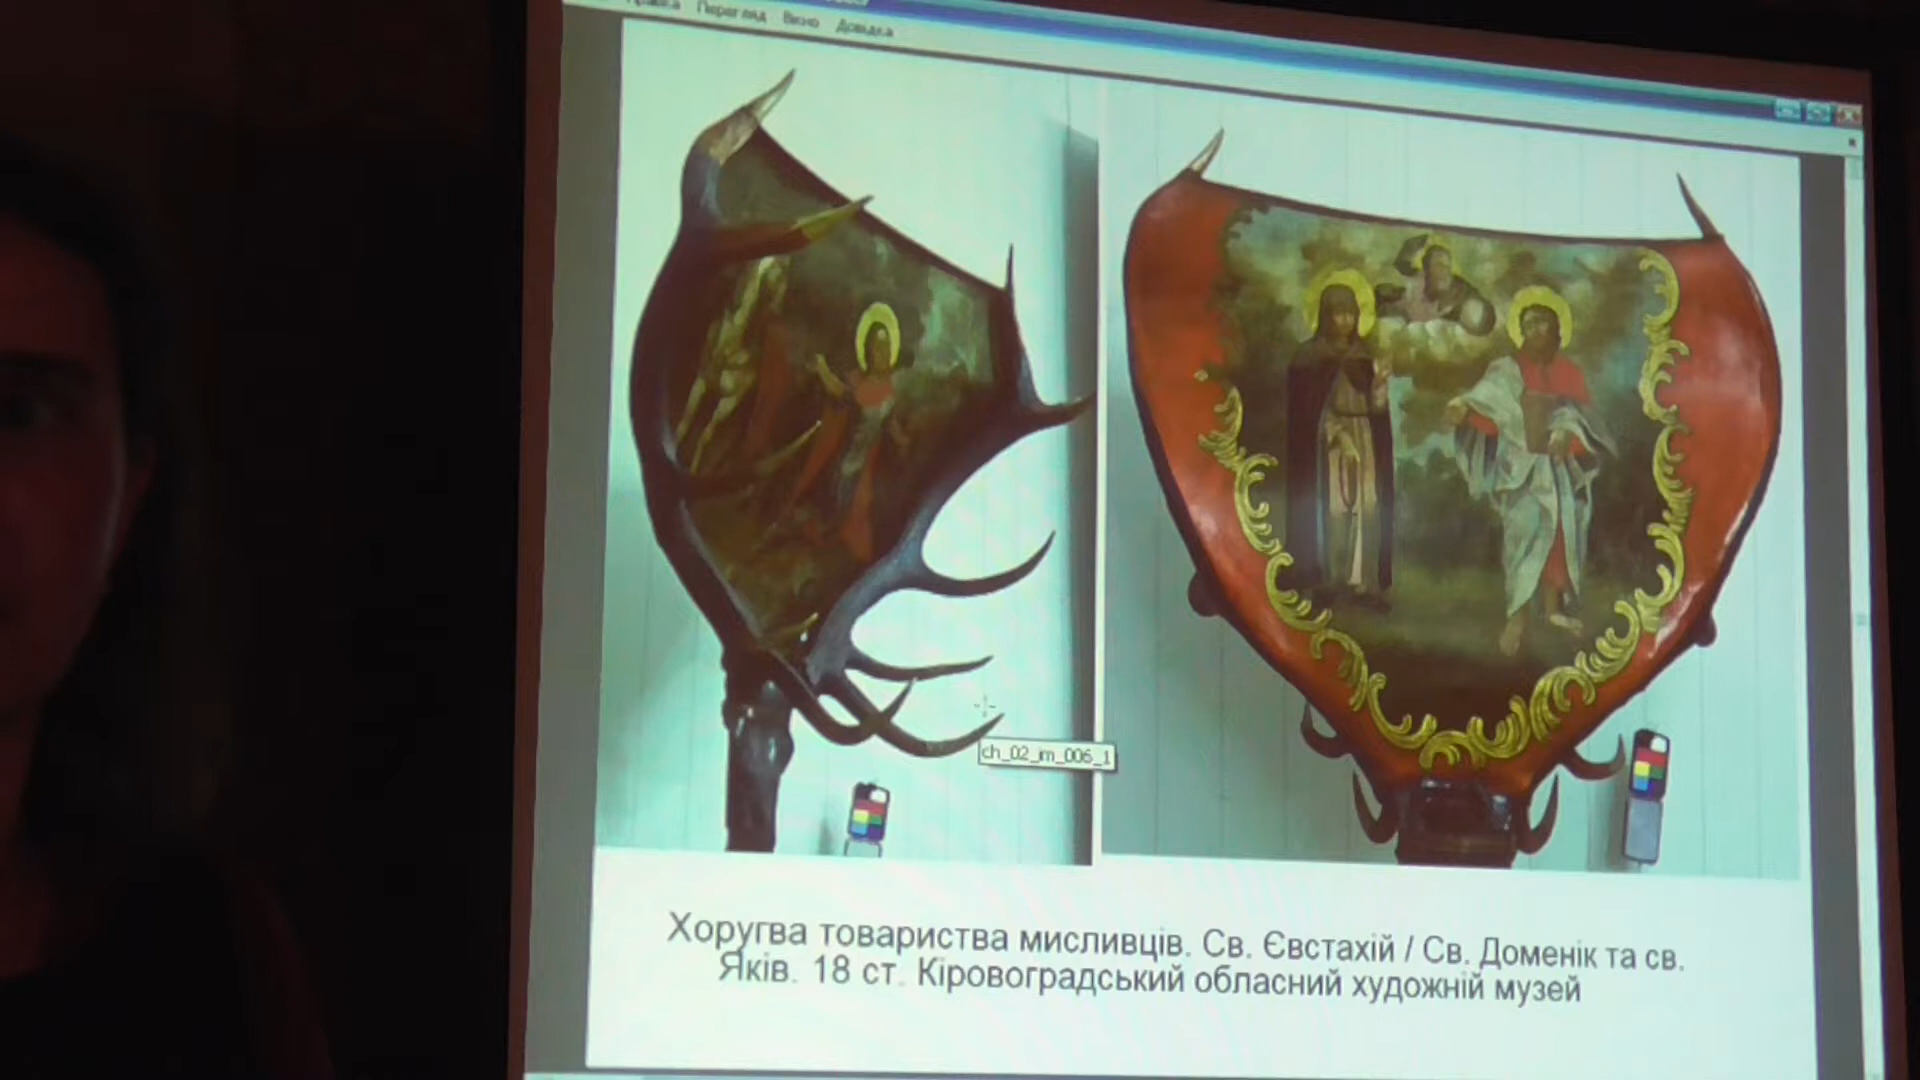 Правка Перегляд Вікно Довідка
ch_02_im_006_1
Хоругва товариства мисливців. Св. Євстахій / Св. Доменік та св.
Яків. 18 ст. Кіровоградський обласний художній музей